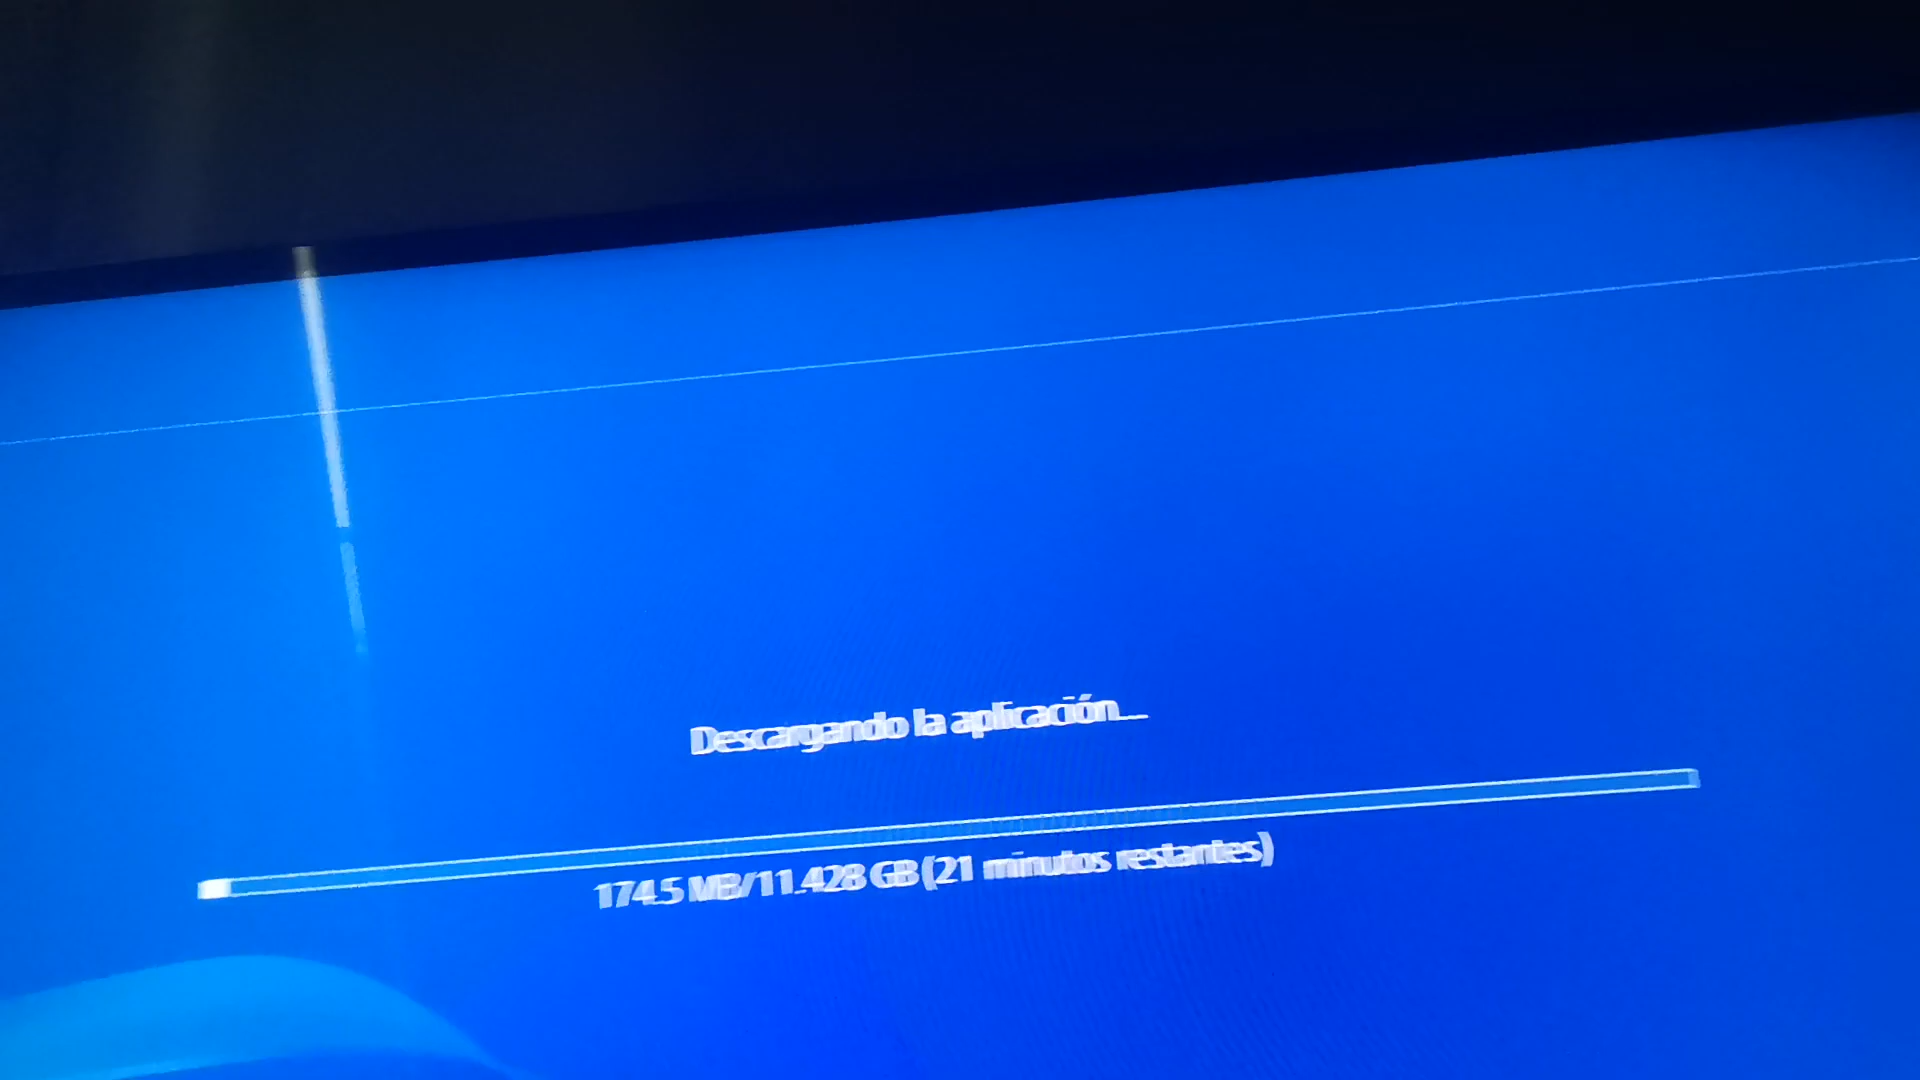 Descargando la aplicación...
174.5 MB/11.428 GB (21 minutos restantes)